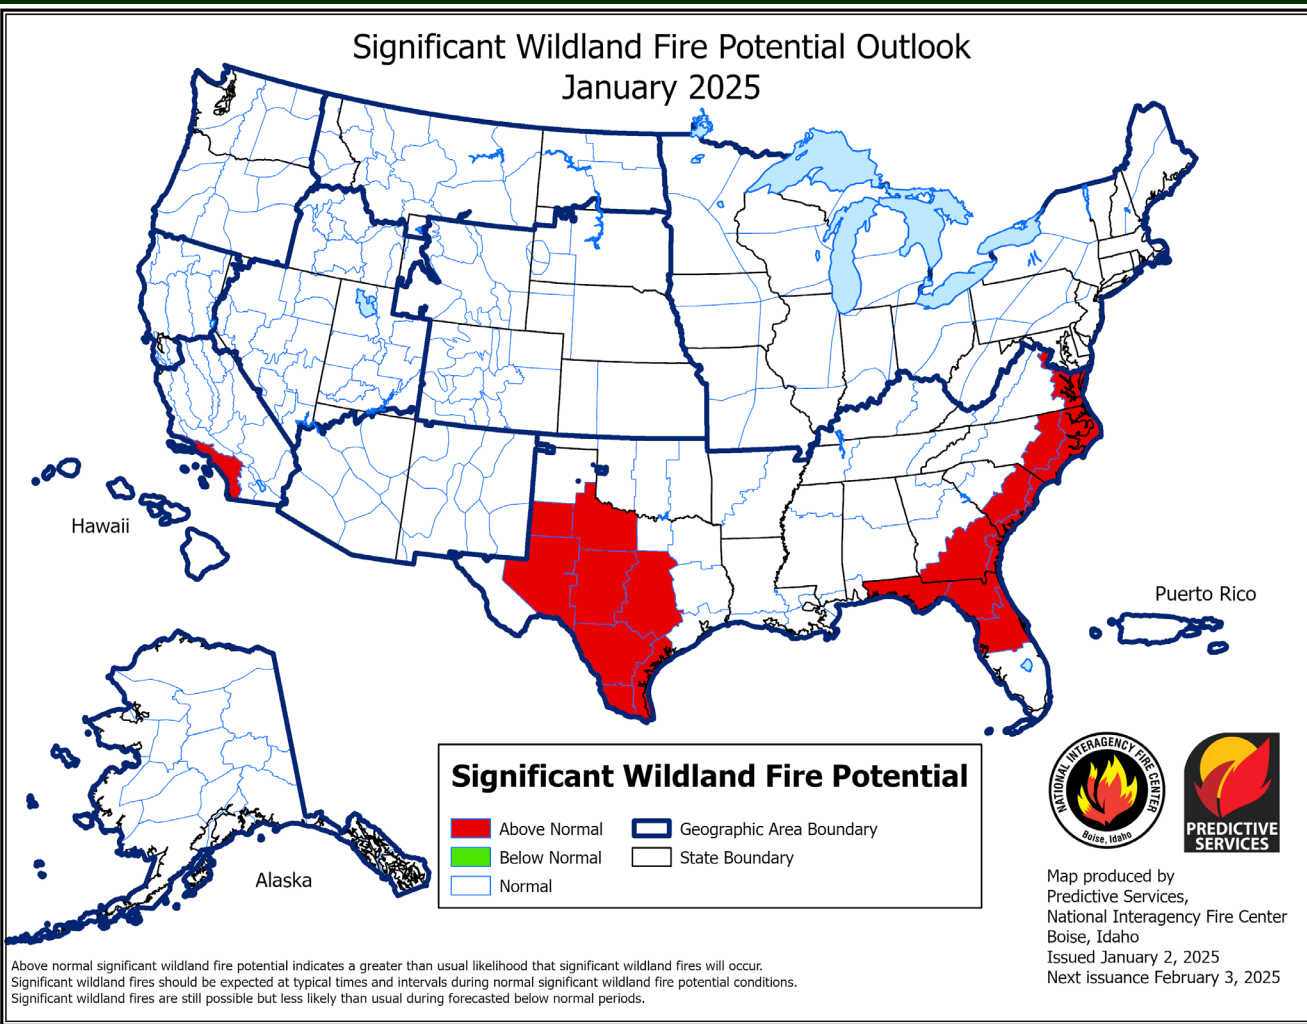 Significant Wildland Fire Potential Outlook
January 2025
Hawaii
Puerto Rico
Alaska
Significant Wildland Fire Potential
Above Normal
Geographic Area Boundary
Below Normal
State Boundary
Normal
NATIONAL INTERAGENCY FIRE CENTER
Boise, Idaho
PREDICTIVE
SERVICES
Map produced by
Predictive Services,
National Interagency Fire Center
Boise, Idaho
Issued January 2, 2025
Next issuance February 3, 2025
Above normal significant wildland fire potential indicates a greater than usual likelihood that significant wildland fires will occur.
Significant wildland fires should be expected at typical times and intervals during normal significant wildland fire potential conditions.
Significant wildland fires are still possible but less likely than usual during forecasted below normal periods.